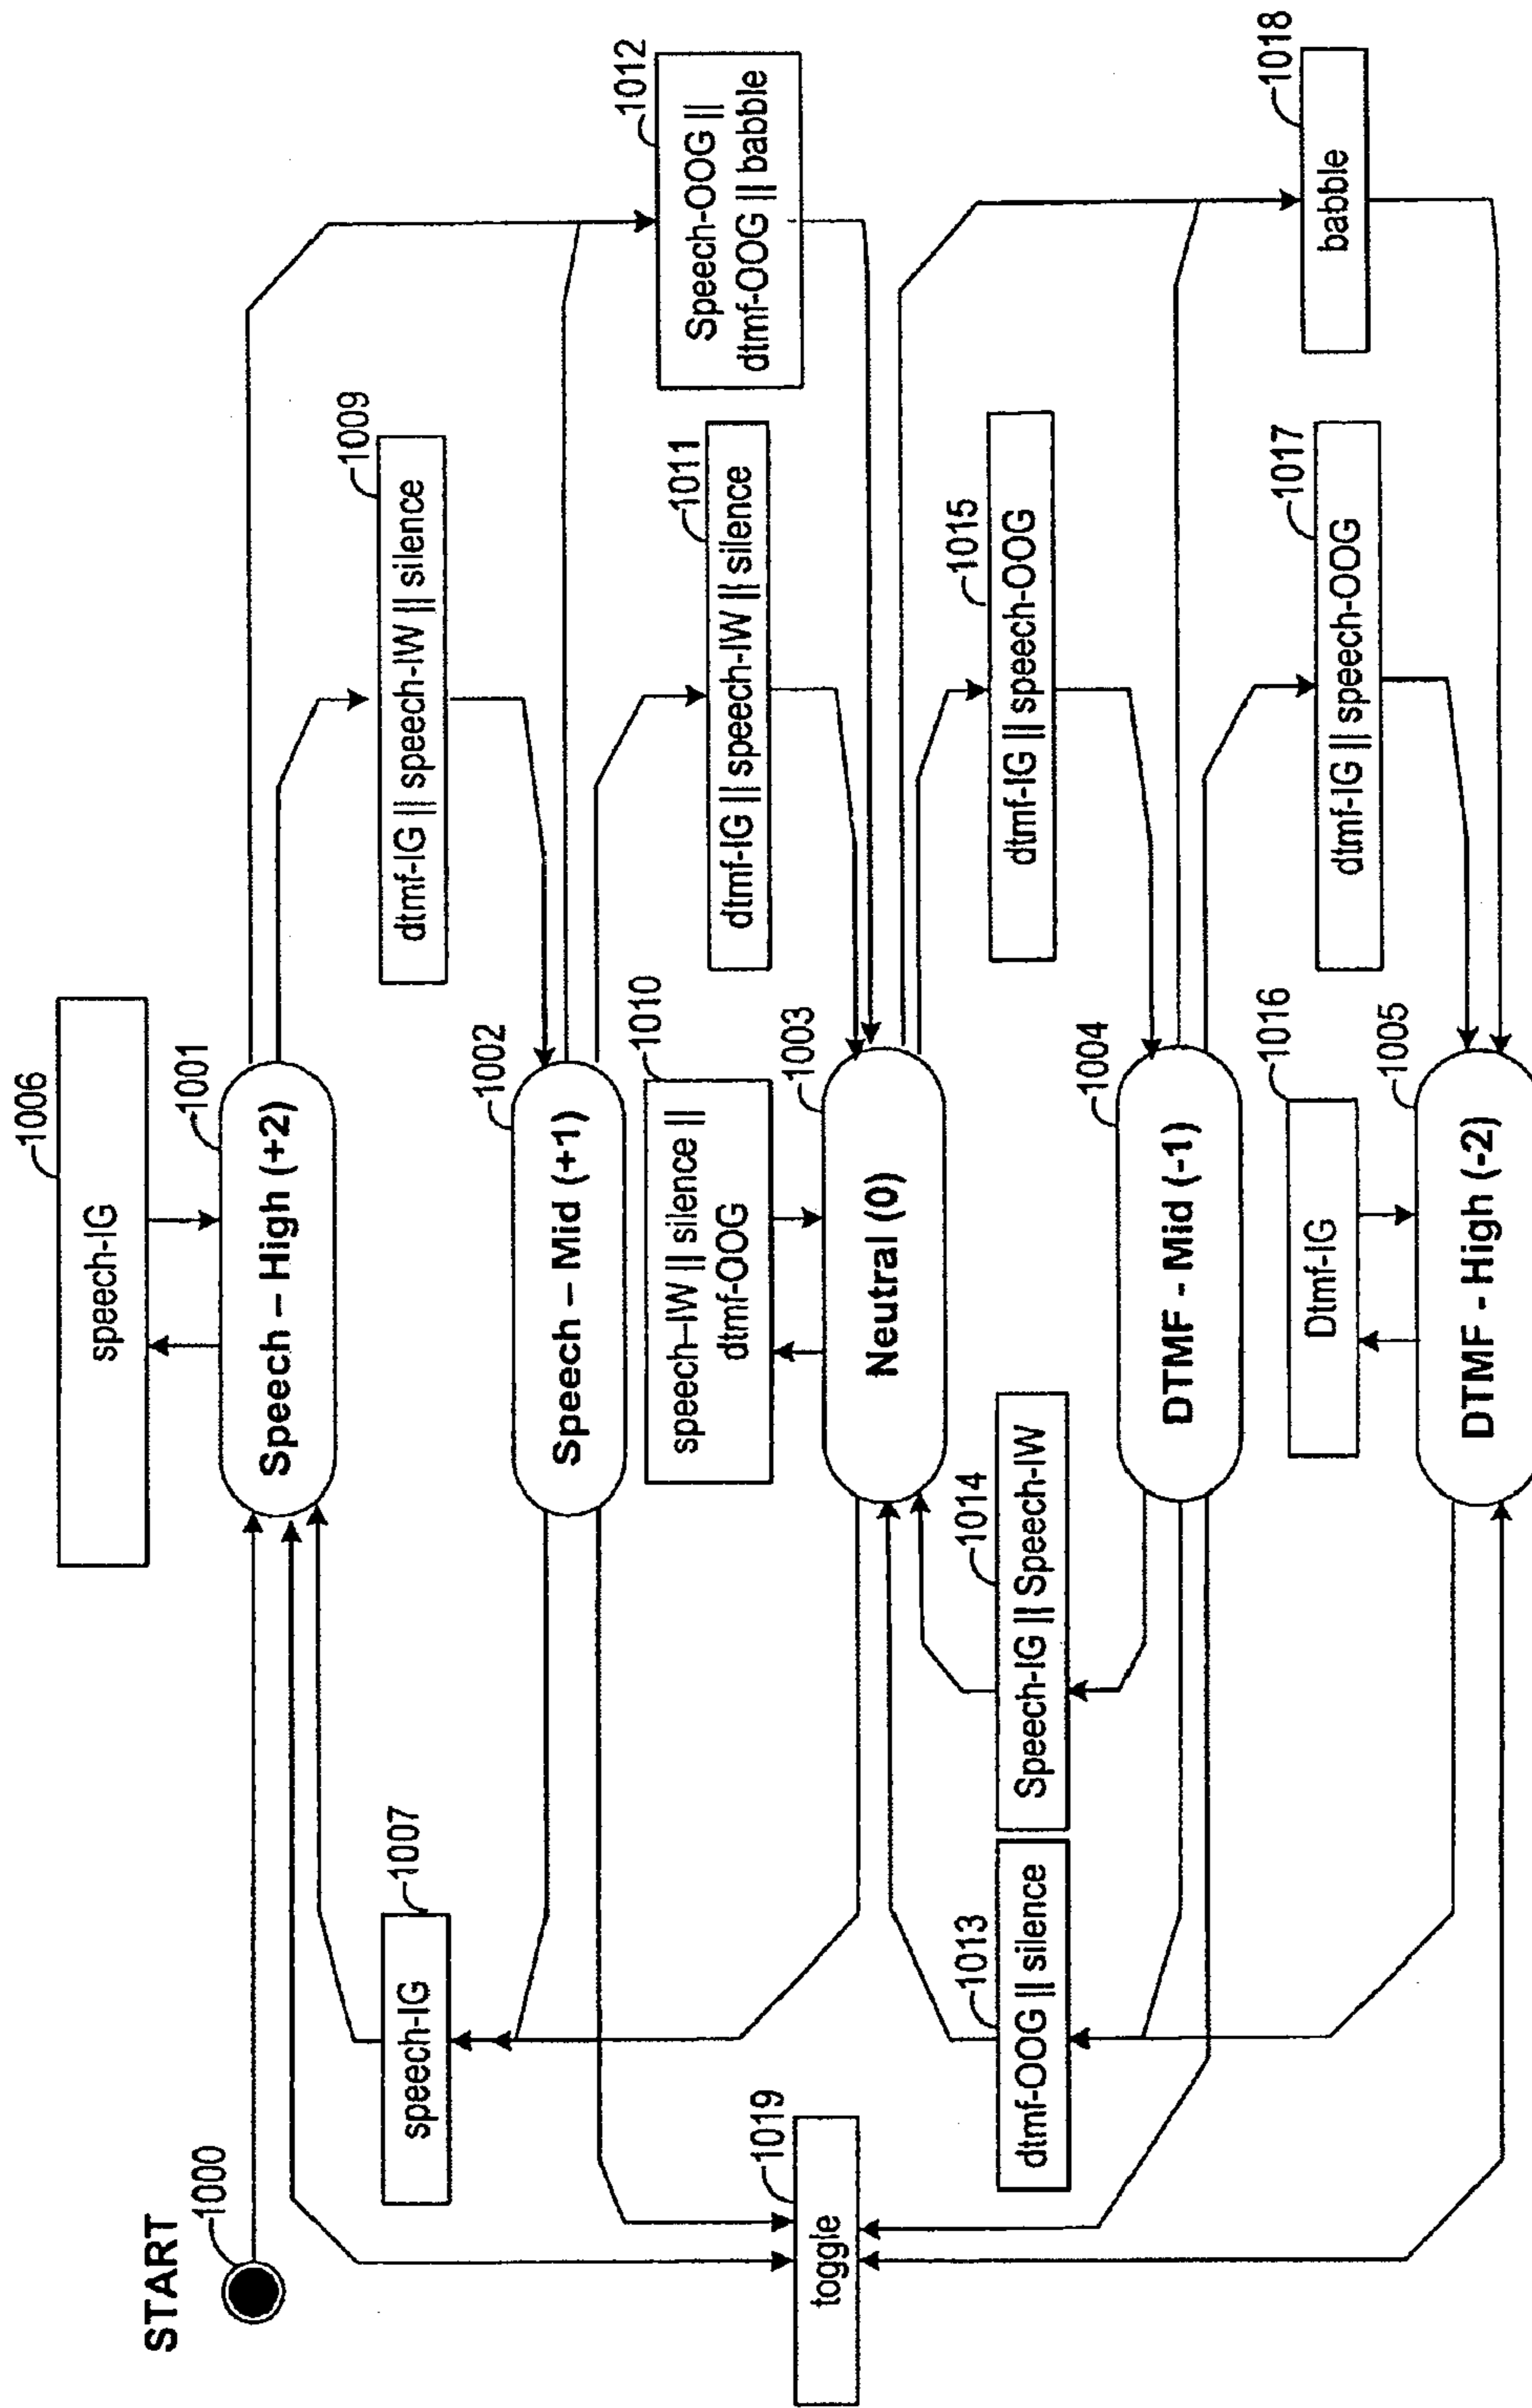 START
1000
1006
speech-IG
1001
Speech – High (+2)
1007
speech-IG
1009
dtmf-IG || speech-IW || silence
1002
Speech – Mid (+1)
1012
Speech-OOG ||
dtmf-OOG || babble
1010
speech–IW || silence ||
dtmf-OOG
1011
dtmf-IG || speech-IW || silence
1019
toggle
1003
Neutral (0)
1013
dtmf-OOG || silence
1014
Speech-IG || Speech-IW
1015
dtmf-IG || speech-OOG
1004
DTMF - Mid (-1)
1016
Dtmf-IG
1017
dtmf-IG || speech-OOG
1018
babble
1005
DTMF - High (-2)